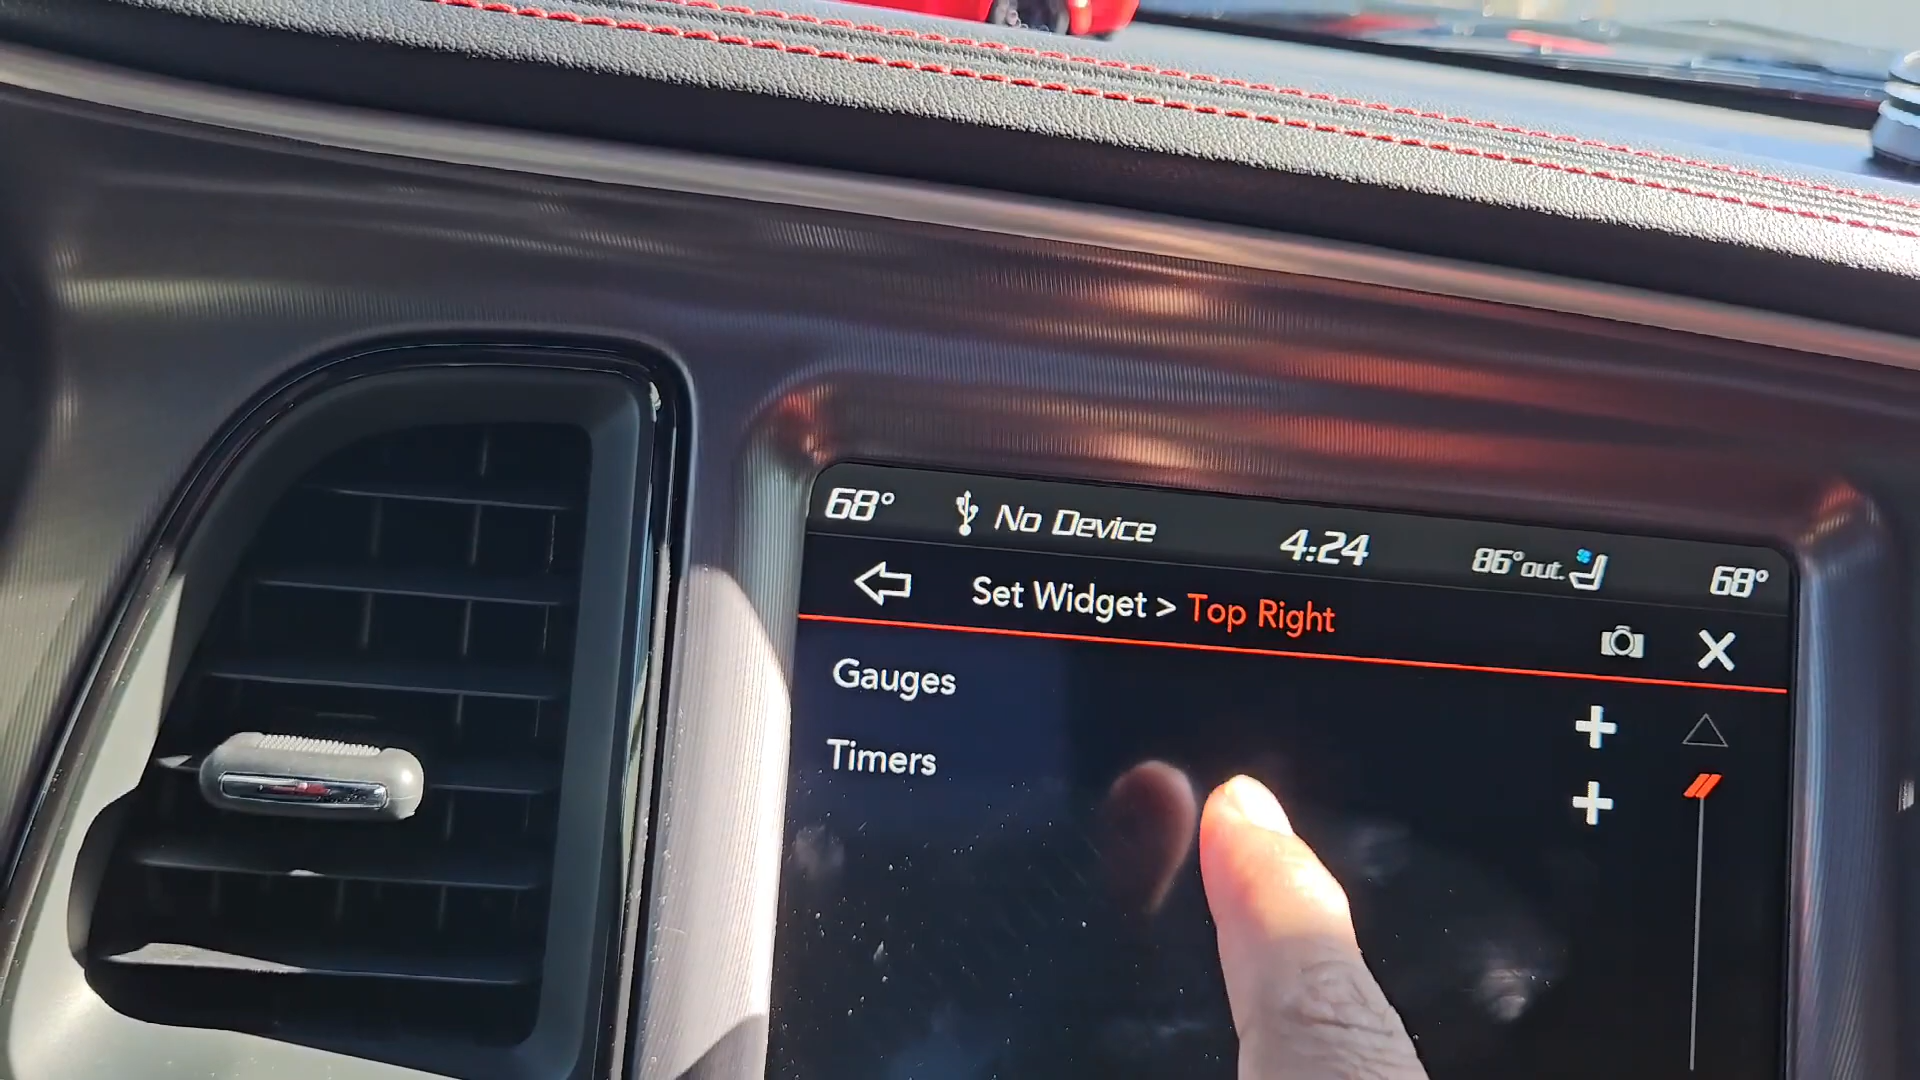 68° No Device 4:24 86°out. 68°
Set Widget > Top Right
Gauges
Timers